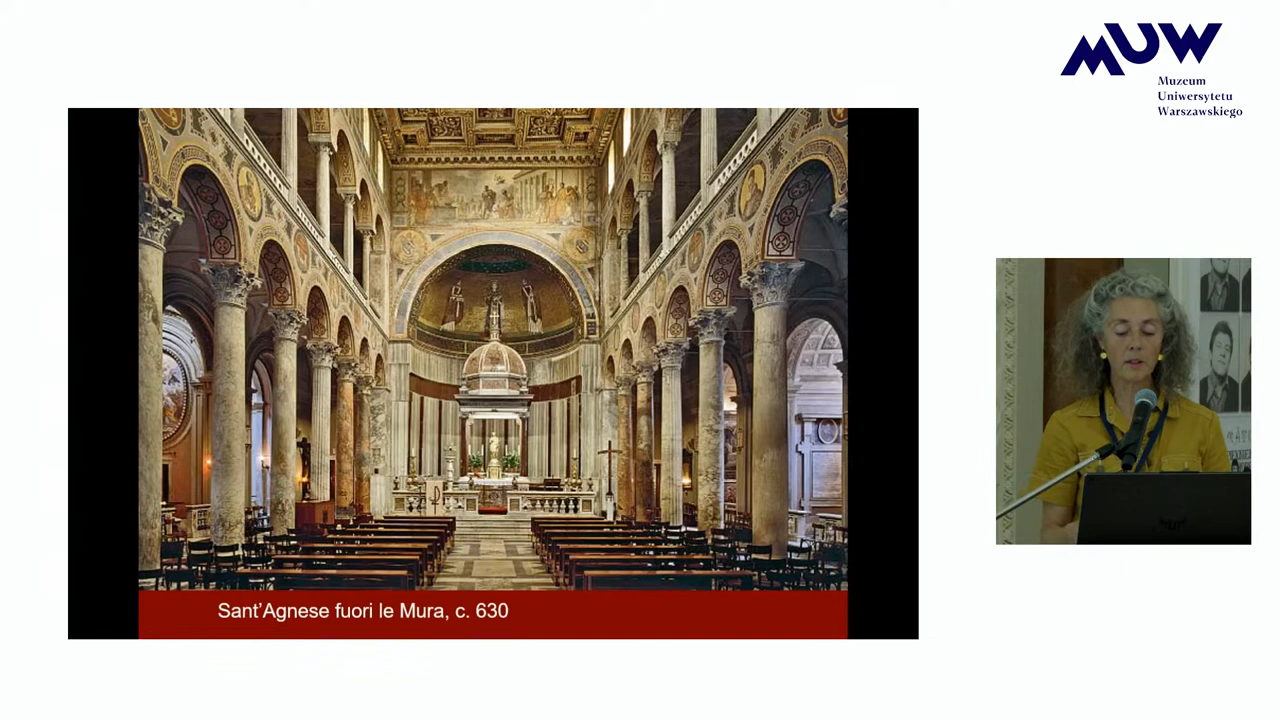 MUW
Muzeum
Uniwersytetu
Warszawskiego
Sant’Agnese fuori le Mura, c. 630